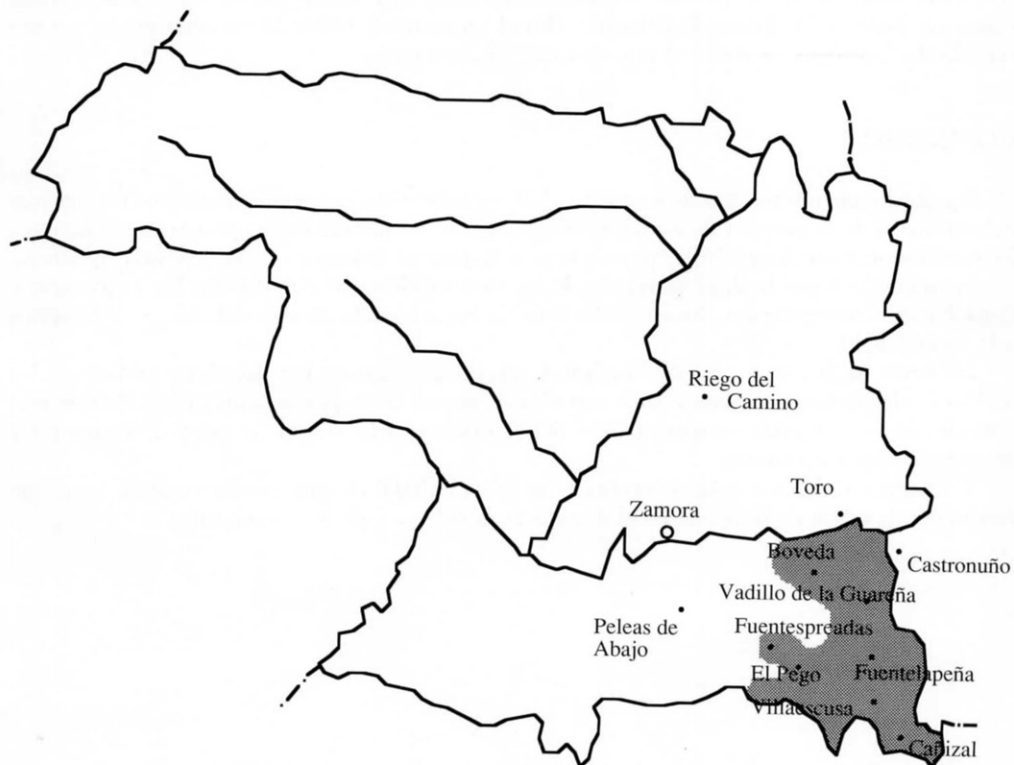 Riego del
Camino
Toro
Zamora
Boveda
Castronuño
Vadillo de la Guareña
Peleas de
Abajo
Fuentespreadas
El Pego
Fuentelapeña
Villaescusa
Cañizal